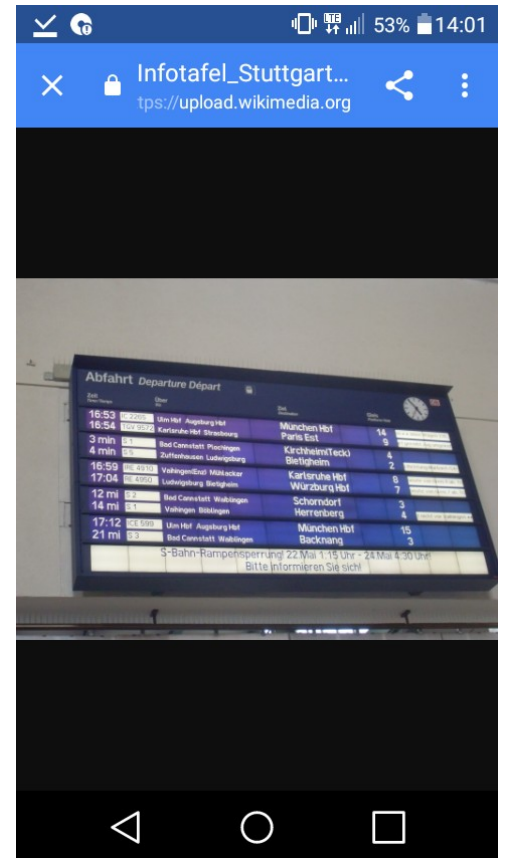 53% 14:01
Infotafel_Stuttgart...
tps://upload.wikimedia.org
Abfahrt Departure Départ
Zeit Über Ziel Gleis
16:53 IC 2265 Ulm Hbf Augsburg Hbf München Hbf 14
16:54 TGV 9572 Karlsruhe Hbf Strasbourg Paris Est 9
3 min S 1 Bad Cannstatt Plochingen Kirchheim(Teck) 4
4 min S 5 Zuffenhausen Ludwigsburg Bietigheim 2
16:59 IRE 4910 Vaihingen(Enz) Mühlacker Karlsruhe Hbf 8
17:04 RE 4950 Ludwigsburg Bietigheim Würzburg Hbf 7
12 mi S 2 Bad Cannstatt Waiblingen Schorndorf 3
14 mi S 1 Vaihingen Böblingen Herrenberg 4
17:12 ICE 599 Ulm Hbf Augsburg Hbf München Hbf 15
21 mi S 3 Bad Cannstatt Waiblingen Backnang 3
S-Bahn-Rampensperrung! 22.Mai 1:15 Uhr - 24.Mai 4:30 Uhr
Bitte informieren Sie sich!